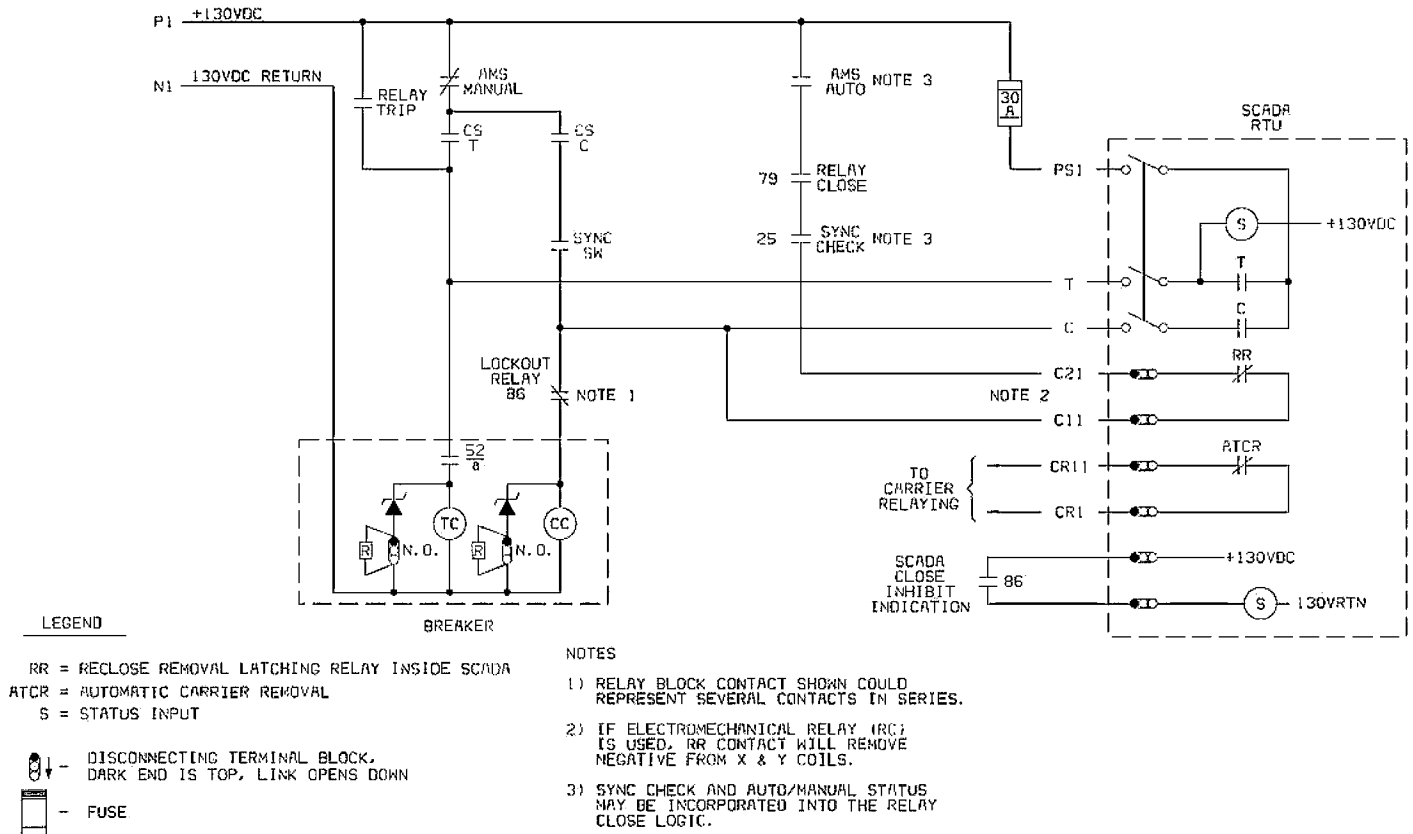 P1 +130VDC
N1 130VDC RETURN
RELAY
TRIP
AMS
MANUAL
CS
T
CS
C
SYNC
SW
AMS
AUTO NOTE 3
79 RELAY
CLOSE
25 SYNC
CHECK NOTE 3
30
A
SCADA
RTU
PS1
S +130VDC
T
T
C
C
RR
C21
NOTE 2
C11
ATCR
CR11
TO
CARRIER
RELAYING
CR1
LOCKOUT
RELAY
86 NOTE 1
52
a
TC
CC
R N.O.
R N.O.
BREAKER
SCADA
CLOSE
INHIBIT
INDICATION
86
+130VDC
S 130VRTN
LEGEND
RR = RECLOSE REMOVAL LATCHING RELAY INSIDE SCADA
ATCR = AUTOMATIC CARRIER REMOVAL
S = STATUS INPUT
- DISCONNECTING TERMINAL BLOCK,
DARK END IS TOP, LINK OPENS DOWN
- FUSE
NOTES
1) RELAY BLOCK CONTACT SHOWN COULD
REPRESENT SEVERAL CONTACTS IN SERIES.
2) IF ELECTROMECHANICAL RELAY (RC)
IS USED, RR CONTACT WILL REMOVE
NEGATIVE FROM X & Y COILS.
3) SYNC CHECK AND AUTO/MANUAL STATUS
MAY BE INCORPORATED INTO THE RELAY
CLOSE LOGIC.